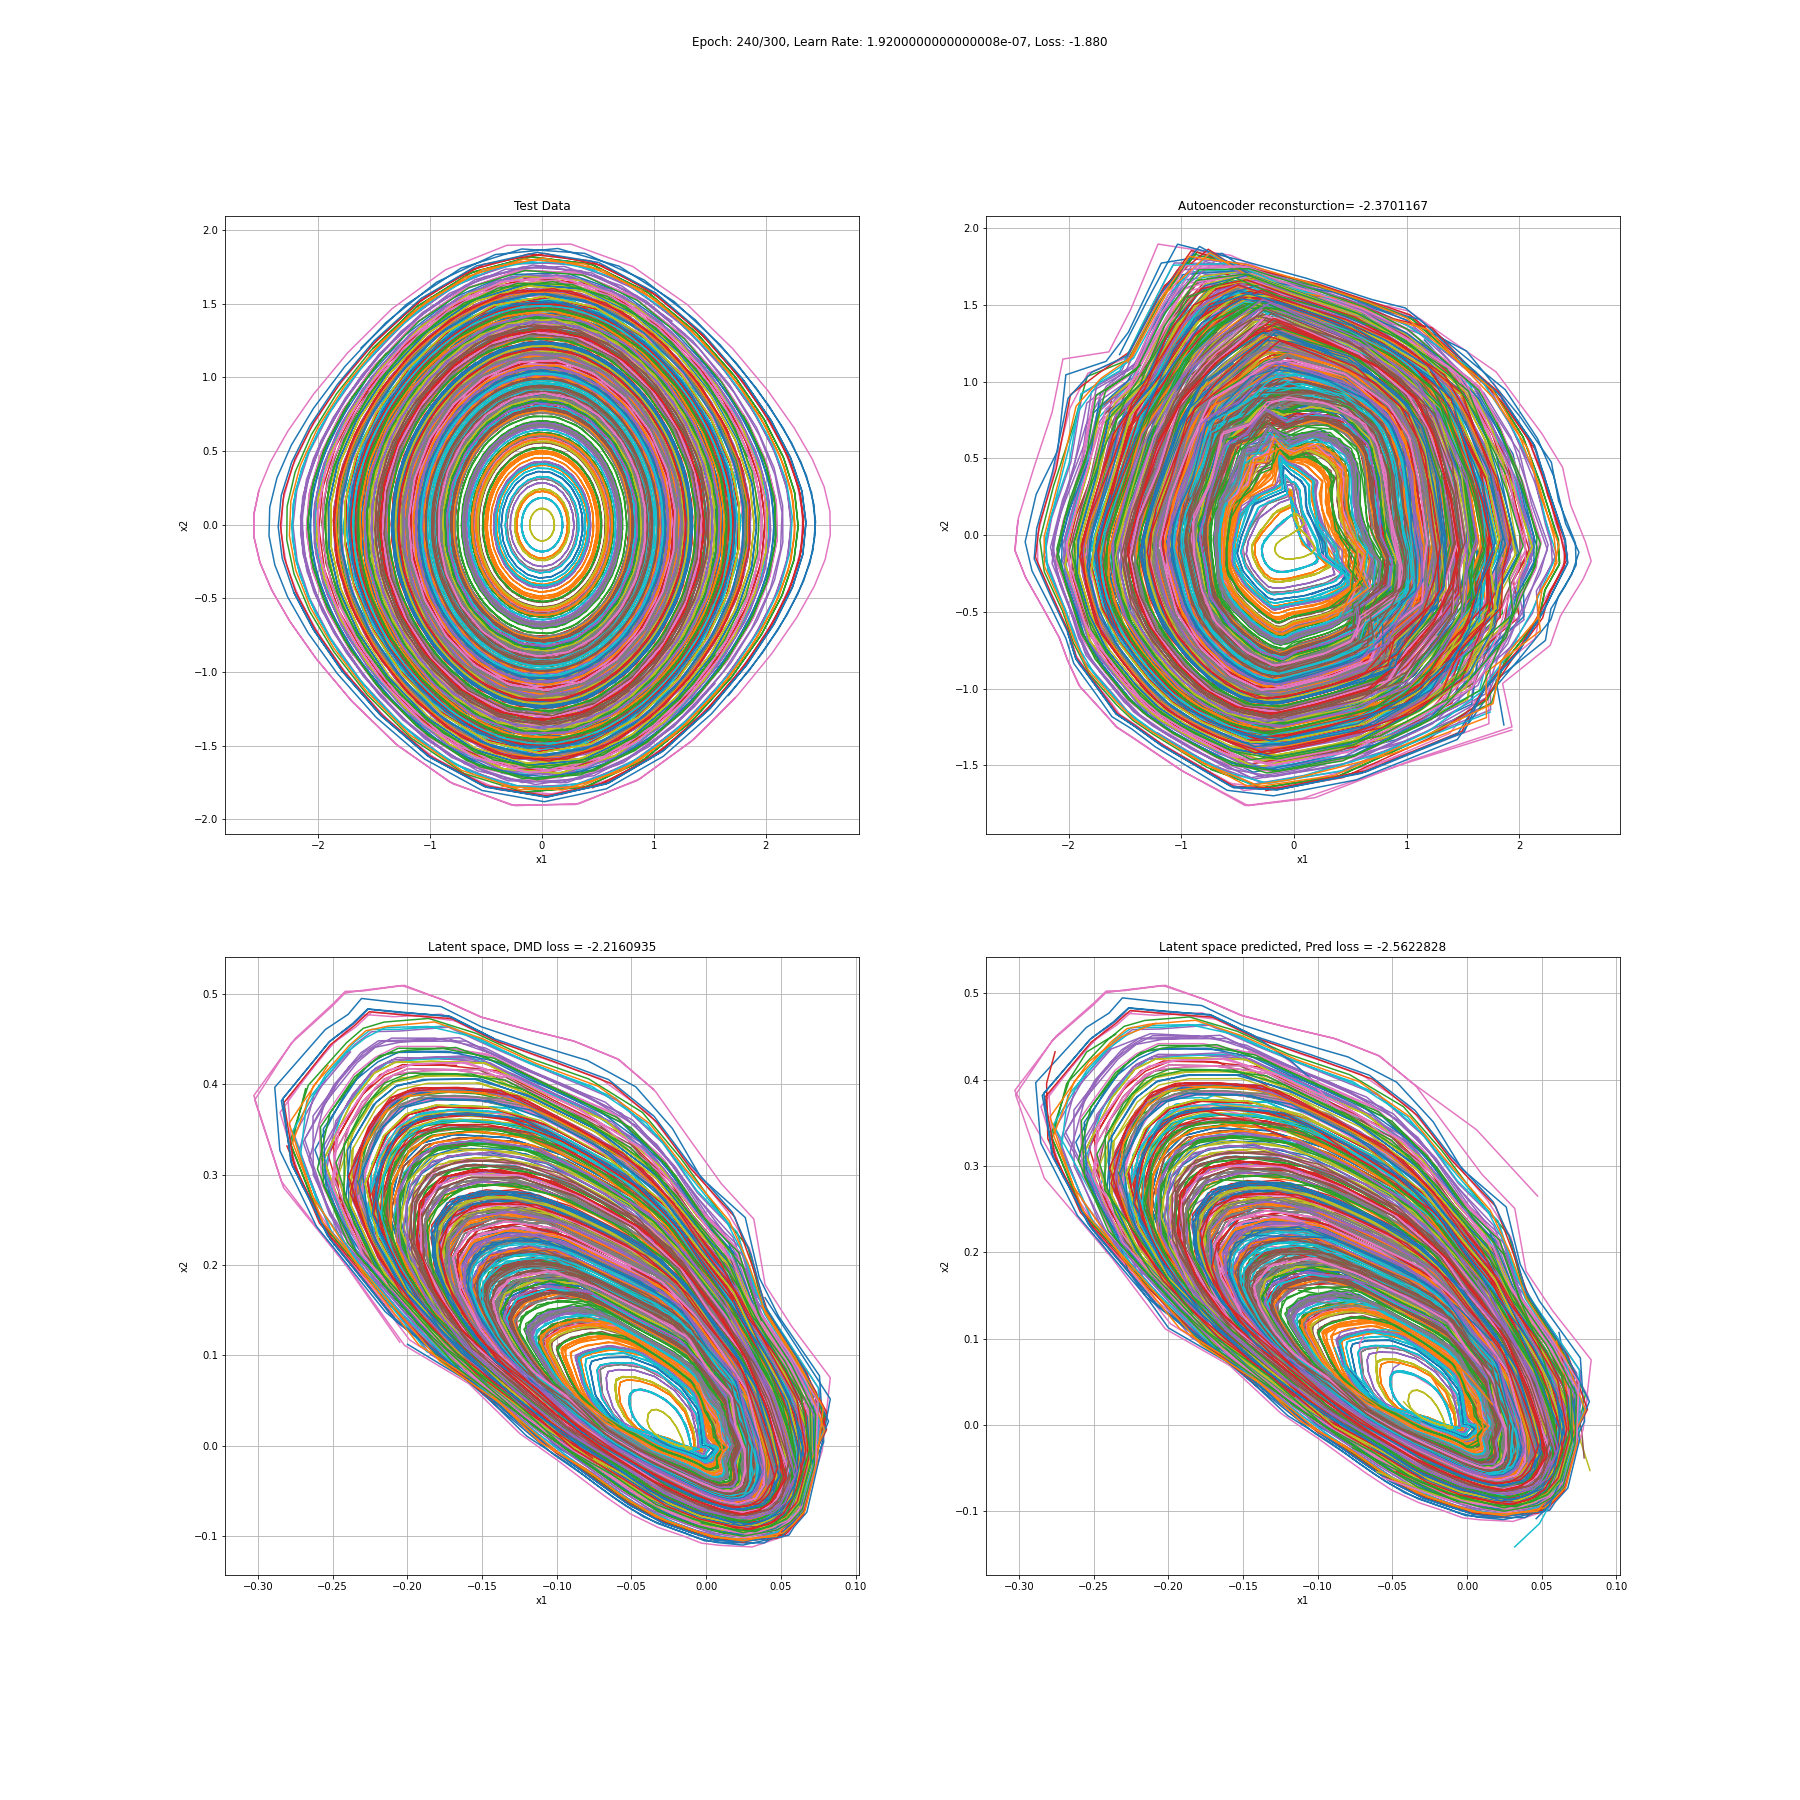 Epoch: 240/300, Learn Rate: 1.9200000000000008e-07, Loss: -1.880
Test Data
2.0
1.5
1.0
0.5
0.0
−0.5
−1.0
−1.5
−2.0
x2
−2 −1 0 1 2
x1
Autoencoder reconsturction= -2.3701167
2.0
1.5
1.0
0.5
0.0
−0.5
−1.0
−1.5
x2
−2 −1 0 1 2
x1
Latent space, DMD loss = -2.2160935
0.5
0.4
0.3
0.2
0.1
0.0
−0.1
x2
−0.30 −0.25 −0.20 −0.15 −0.10 −0.05 0.00 0.05 0.10
x1
Latent space predicted, Pred loss = -2.5622828
0.5
0.4
0.3
0.2
0.1
0.0
−0.1
x2
−0.30 −0.25 −0.20 −0.15 −0.10 −0.05 0.00 0.05 0.10
x1